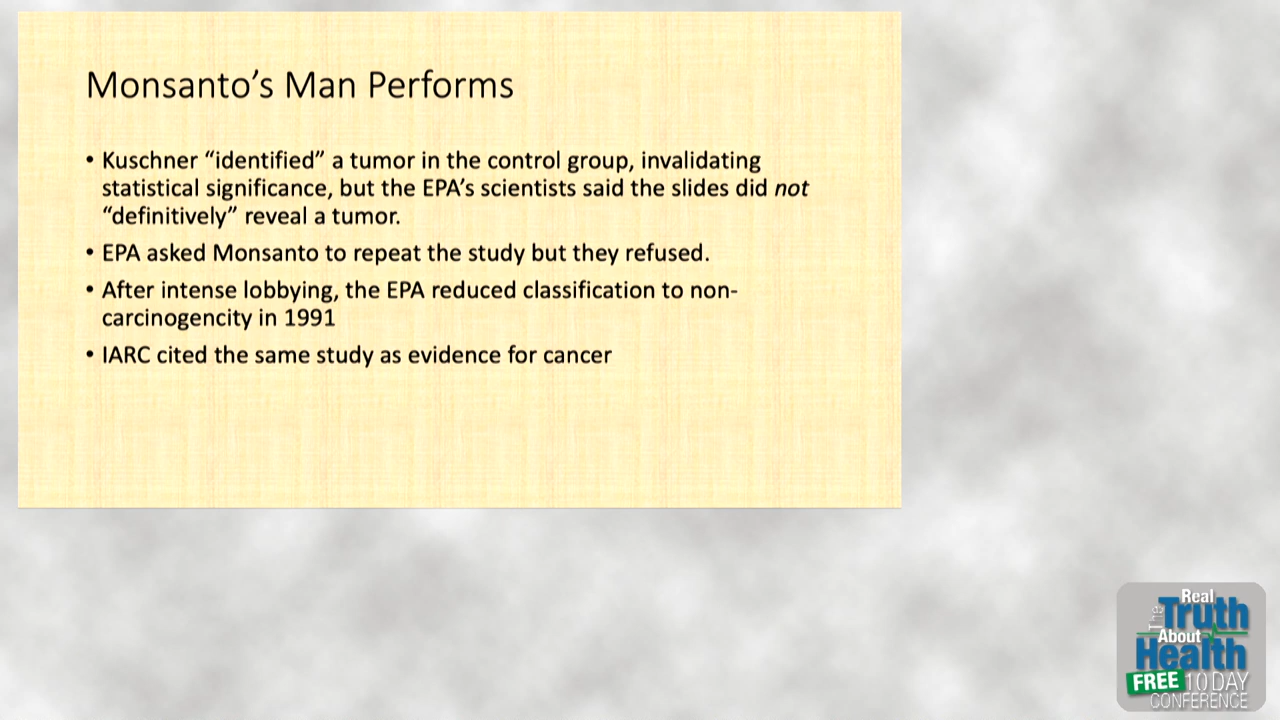 Monsanto’s Man Performs
• Kuschner “identified” a tumor in the control group, invalidating
statistical significance, but the EPA’s scientists said the slides did not
“definitively” reveal a tumor.
• EPA asked Monsanto to repeat the study but they refused.
• After intense lobbying, the EPA reduced classification to non-
carcinogencity in 1991
• IARC cited the same study as evidence for cancer
The Real
Truth
About
Health
FREE 10 DAY
CONFERENCE